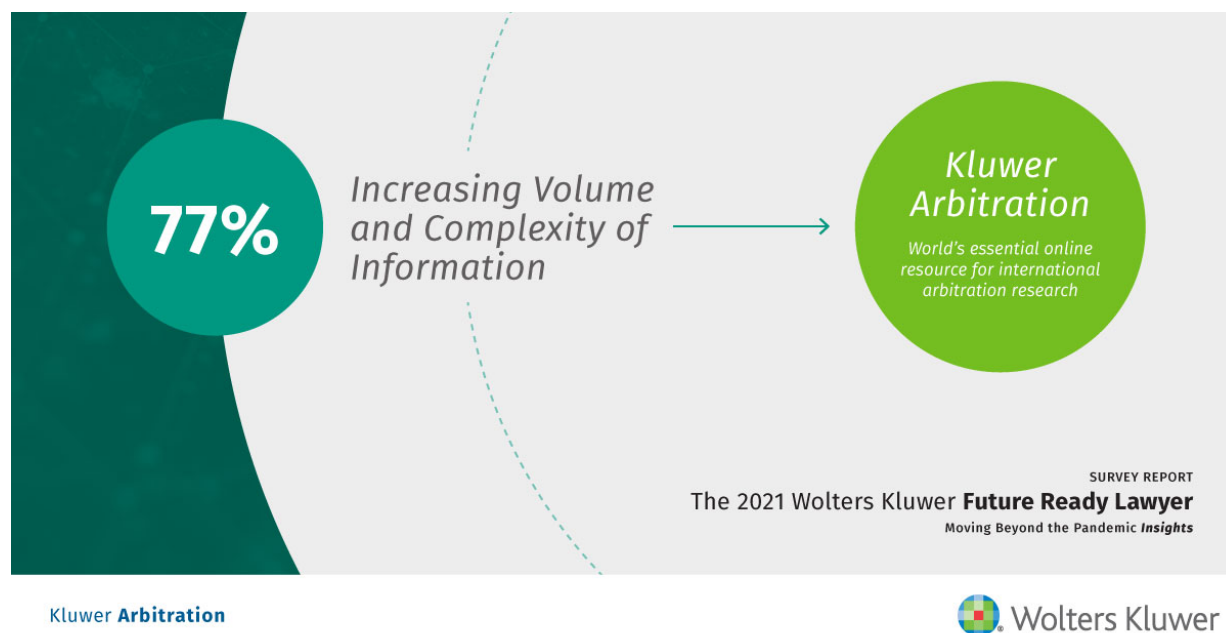 77%
Increasing Volume
and Complexity of
Information
Kluwer
Arbitration
World's essential online
resource for international
arbitration research
SURVEY REPORT
The 2021 Wolters Kluwer Future Ready Lawyer
Moving Beyond the Pandemic Insights
Kluwer Arbitration
Wolters Kluwer